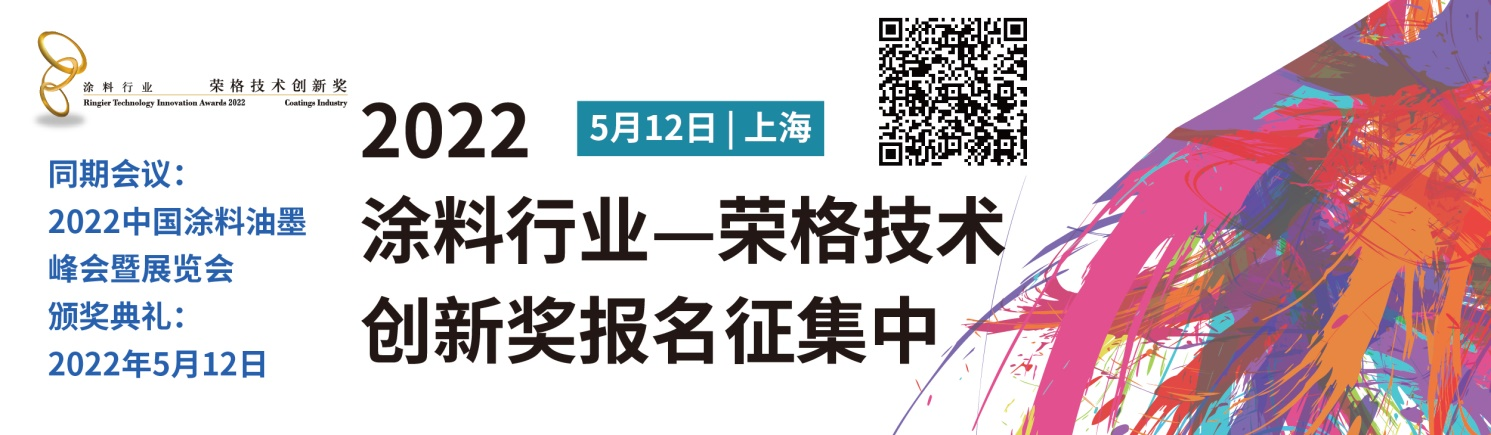 涂料行业 荣格技术创新奖
Ringier Technology Innovation Awards 2022 Coatings Industry
同期会议：
2022中国涂料油墨
峰会暨展览会
颁奖典礼：
2022年5月12日
2022
5月12日 | 上海
涂料行业—荣格技术
创新奖报名征集中